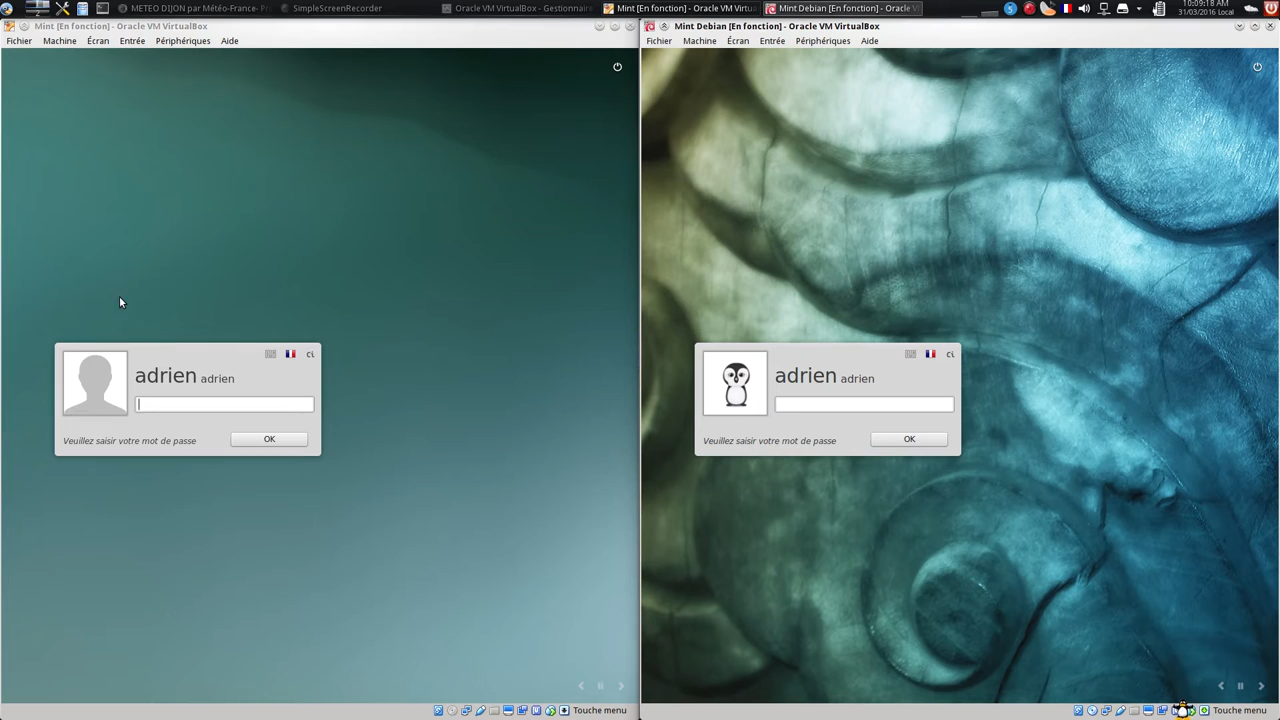 METEO DIJON par Météo-France- Pr
SimpleScreenRecorder
Oracle VM VirtualBox - Gestionnaire
Mint [En fonction] - Oracle VM Virtu
Mint Debian [En fonction] - Oracle V
10:09:18 AM
31/03/2016 Local
Mint [En fonction] - Oracle VM VirtualBox
Fichier Machine Écran Entrée Périphériques Aide
adrien adrien
ci
Veuillez saisir votre mot de passe
OK
Touche menu
Mint Debian [En fonction] - Oracle VM VirtualBox
Fichier Machine Écran Entrée Périphériques Aide
adrien adrien
ci
Veuillez saisir votre mot de passe
OK
Touche menu